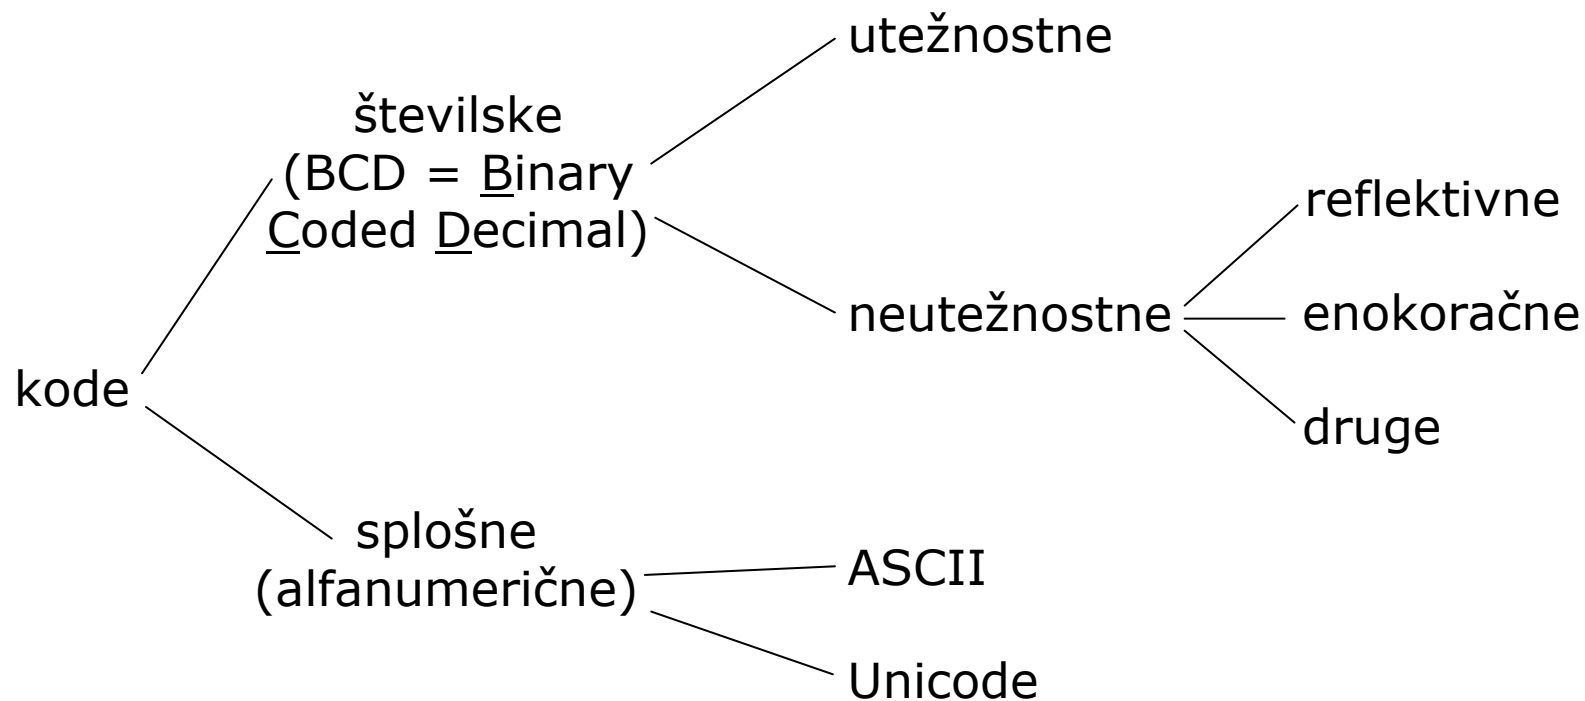 utežnostne
številske
(BCD = Binary
Coded Decimal)
reflektivne
neutežnostne
enokoračne
kode
druge
splošne
(alfanumerične)
ASCII
Unicode